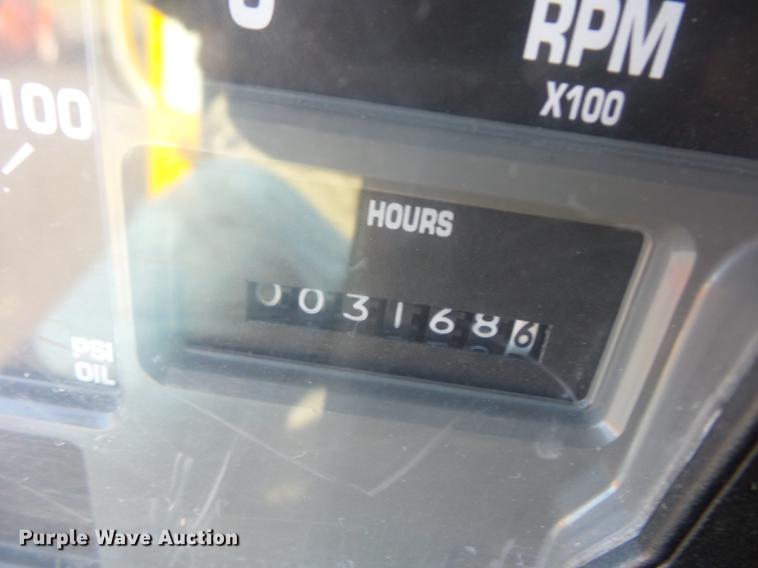 RPM
X100
100
HOURS
0031686
PSI
OIL
Purple Wave Auction